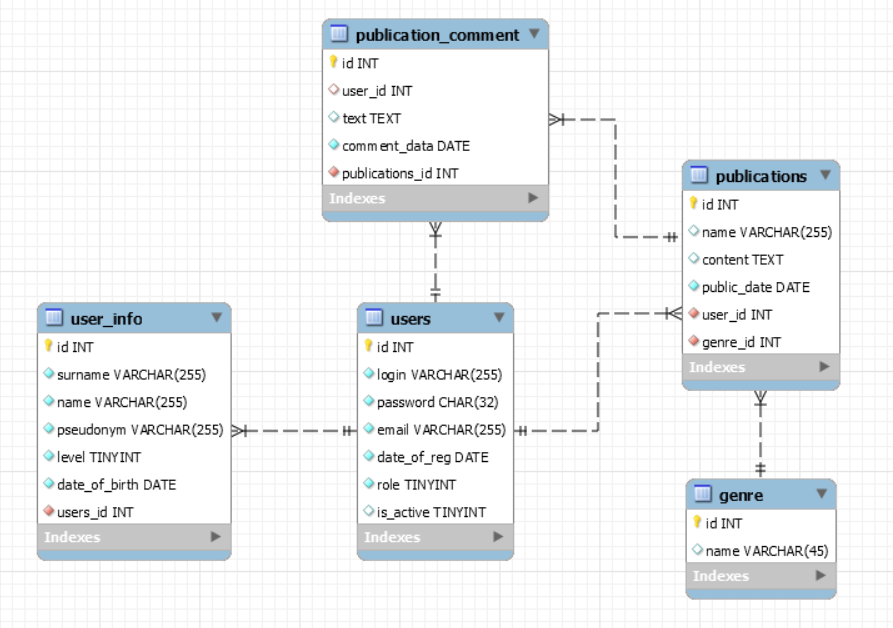 publication_comment
id INT
user_id INT
text TEXT
comment_data DATE
publications_id INT
Indexes
publications
id INT
name VARCHAR(255)
content TEXT
public_date DATE
user_id INT
genre_id INT
Indexes
user_info
id INT
surname VARCHAR(255)
name VARCHAR(255)
pseudonym VARCHAR(255)
level TINYINT
date_of_birth DATE
users_id INT
Indexes
users
id INT
login VARCHAR(255)
password CHAR(32)
email VARCHAR(255)
date_of_reg DATE
role TINYINT
is_active TINYINT
Indexes
genre
id INT
name VARCHAR(45)
Indexes